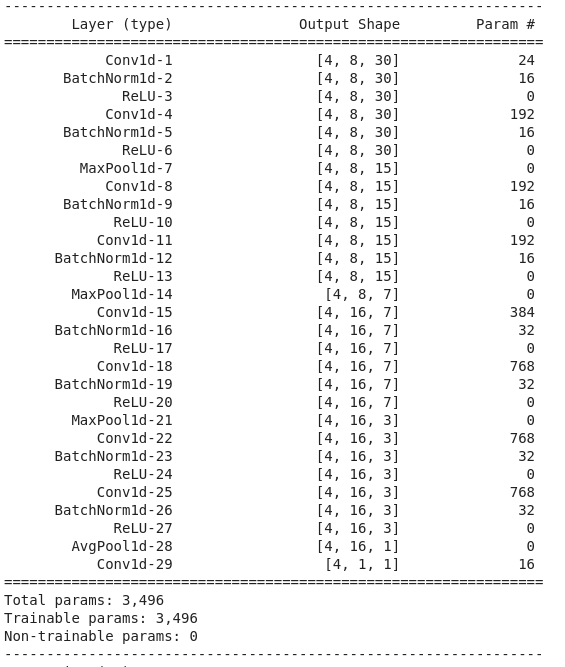 ----------------------------------------------------------------
        Layer (type)               Output Shape         Param #
================================================================
            Conv1d-1                 [4, 8, 30]              24
       BatchNorm1d-2                 [4, 8, 30]              16
              ReLU-3                 [4, 8, 30]               0
            Conv1d-4                 [4, 8, 30]             192
       BatchNorm1d-5                 [4, 8, 30]              16
              ReLU-6                 [4, 8, 30]               0
         MaxPool1d-7                 [4, 8, 15]               0
            Conv1d-8                 [4, 8, 15]             192
       BatchNorm1d-9                 [4, 8, 15]              16
             ReLU-10                 [4, 8, 15]               0
           Conv1d-11                 [4, 8, 15]             192
      BatchNorm1d-12                 [4, 8, 15]              16
             ReLU-13                 [4, 8, 15]               0
        MaxPool1d-14                  [4, 8, 7]               0
           Conv1d-15                 [4, 16, 7]             384
      BatchNorm1d-16                 [4, 16, 7]              32
             ReLU-17                 [4, 16, 7]               0
           Conv1d-18                 [4, 16, 7]             768
      BatchNorm1d-19                 [4, 16, 7]              32
             ReLU-20                 [4, 16, 7]               0
        MaxPool1d-21                 [4, 16, 3]               0
           Conv1d-22                 [4, 16, 3]             768
      BatchNorm1d-23                 [4, 16, 3]              32
             ReLU-24                 [4, 16, 3]               0
           Conv1d-25                 [4, 16, 3]             768
      BatchNorm1d-26                 [4, 16, 3]              32
             ReLU-27                 [4, 16, 3]               0
        AvgPool1d-28                 [4, 16, 1]               0
           Conv1d-29                  [4, 1, 1]              16
================================================================
Total params: 3,496
Trainable params: 3,496
Non-trainable params: 0
----------------------------------------------------------------